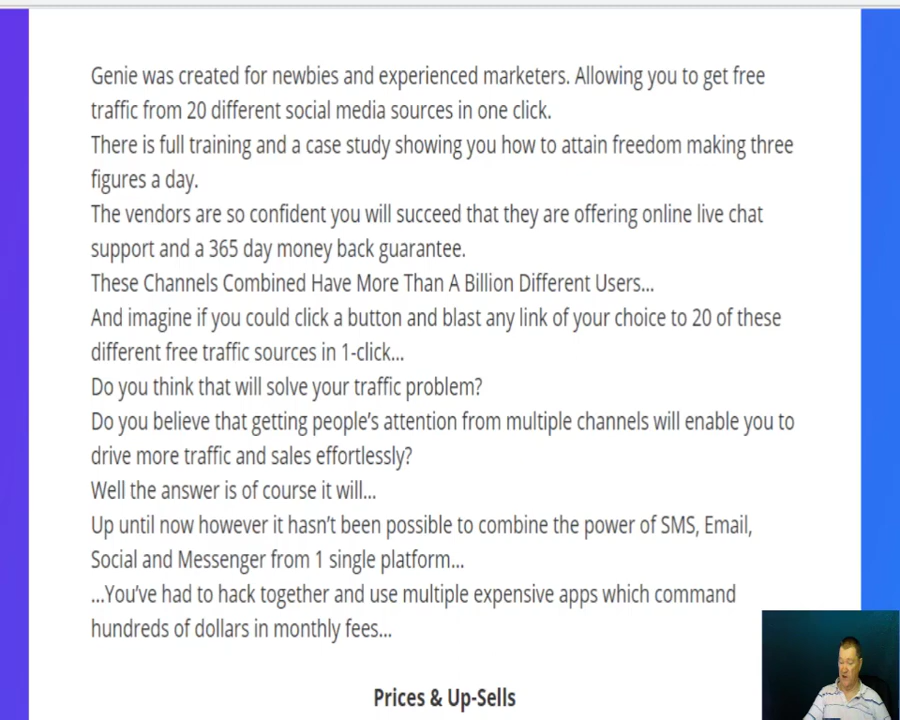 Genie was created for newbies and experienced marketers. Allowing you to get free
traffic from 20 different social media sources in one click.
There is full training and a case study showing you how to attain freedom making three
figures a day.
The vendors are so confident you will succeed that they are offering online live chat
support and a 365 day money back guarantee.
These Channels Combined Have More Than A Billion Different Users...
And imagine if you could click a button and blast any link of your choice to 20 of these
different free traffic sources in 1-click...
Do you think that will solve your traffic problem?
Do you believe that getting people's attention from multiple channels will enable you to
drive more traffic and sales effortlessly?
Well the answer is of course it will...
Up until now however it hasn't been possible to combine the power of SMS, Email,
Social and Messenger from 1 single platform...
...You've had to hack together and use multiple expensive apps which command
hundreds of dollars in monthly fees...
Prices & Up-Sells